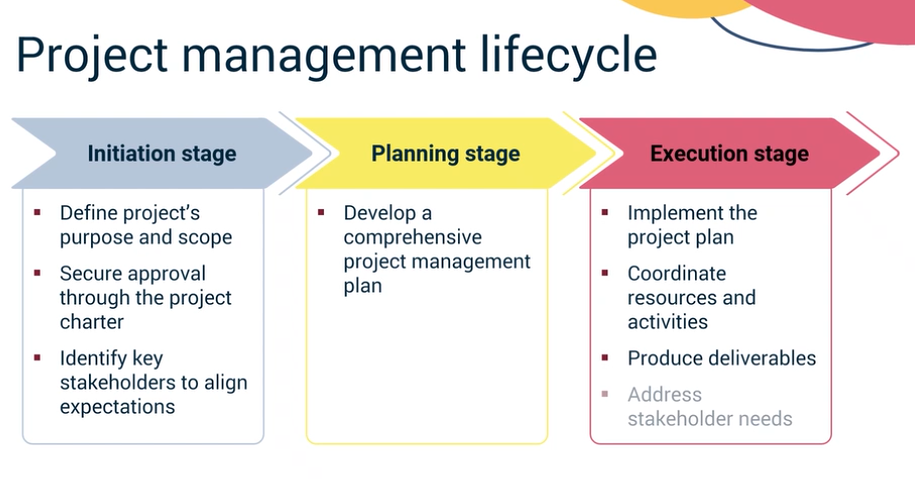 Project management lifecycle
Initiation stage
Define project's
purpose and scope
Secure approval
through the project
charter
Identify key
stakeholders to align
expectations
Planning stage
Develop a
comprehensive
project management
plan
Execution stage
Implement the
project plan
Coordinate
resources and
activities
Produce deliverables
Address
stakeholder needs